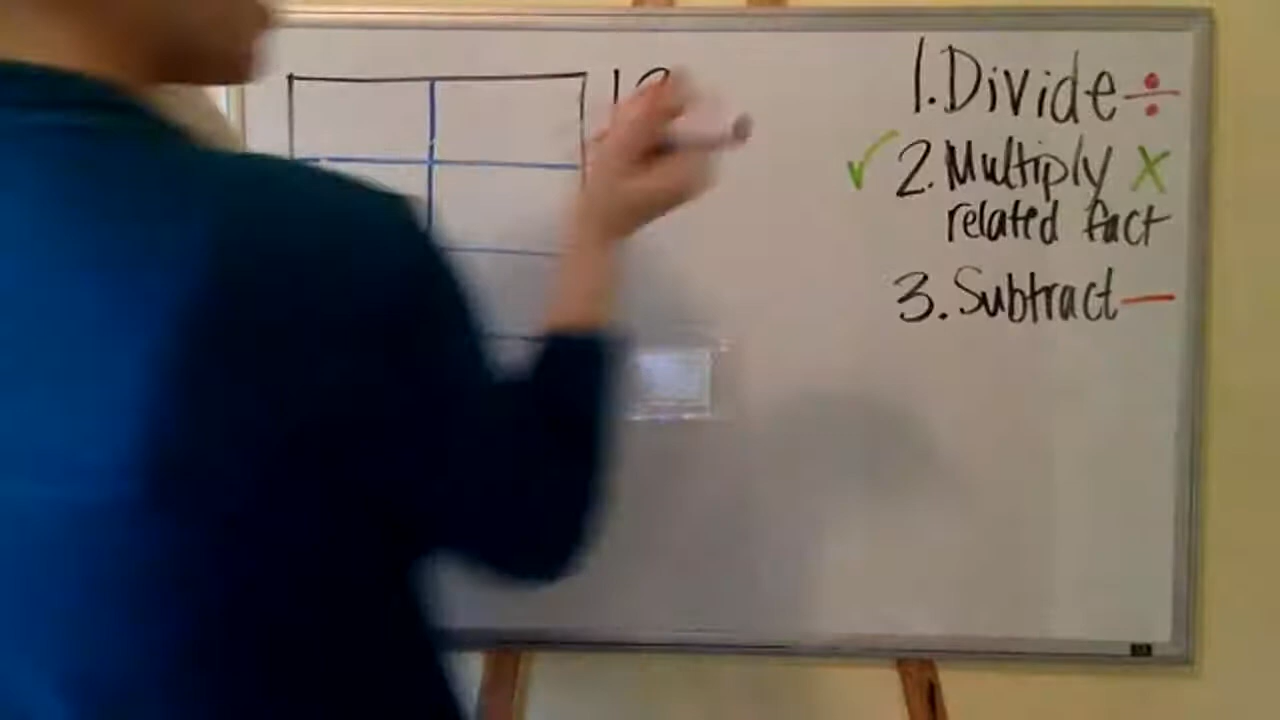 1. Divide ÷
✓ 2. Multiply X
related fact
3. Subtract —